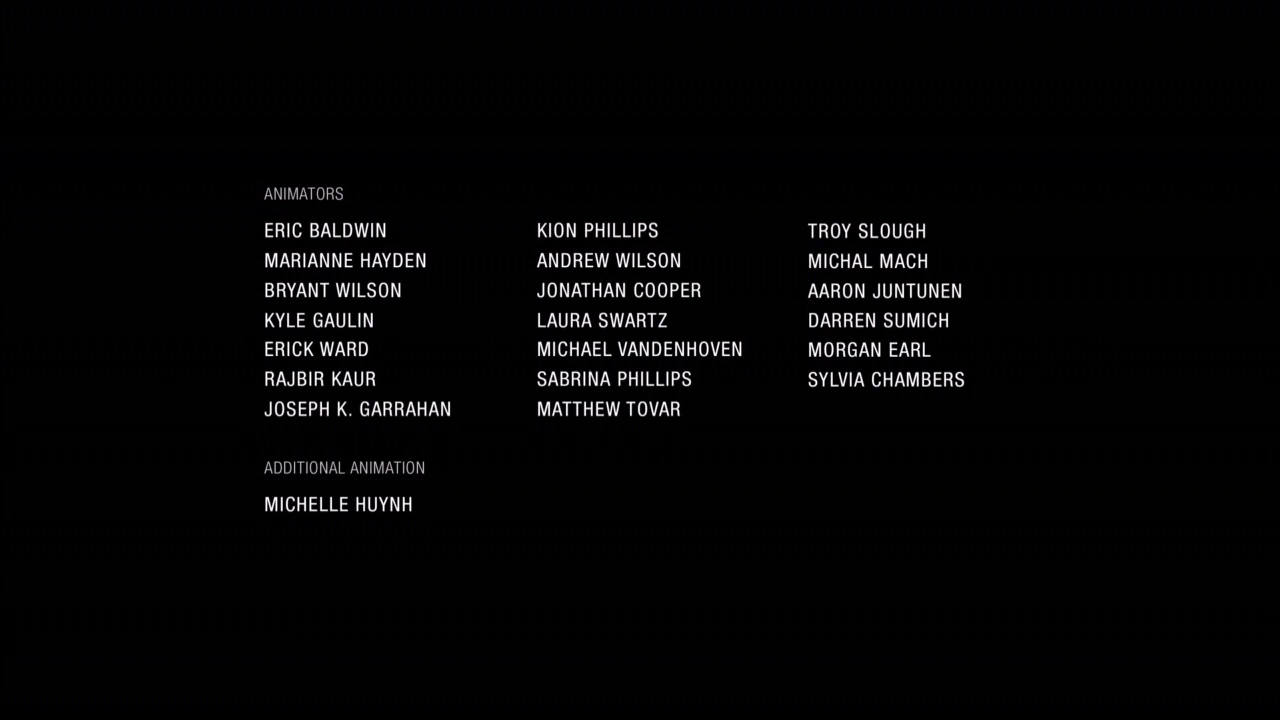 ANIMATORS
ERIC BALDWIN
MARIANNE HAYDEN
BRYANT WILSON
KYLE GAULIN
ERICK WARD
RAJBIR KAUR
JOSEPH K. GARRAHAN
KION PHILLIPS
ANDREW WILSON
JONATHAN COOPER
LAURA SWARTZ
MICHAEL VANDENHOVEN
SABRINA PHILLIPS
MATTHEW TOVAR
TROY SLOUGH
MICHAL MACH
AARON JUNTUNEN
DARREN SUMICH
MORGAN EARL
SYLVIA CHAMBERS
ADDITIONAL ANIMATION
MICHELLE HUYNH